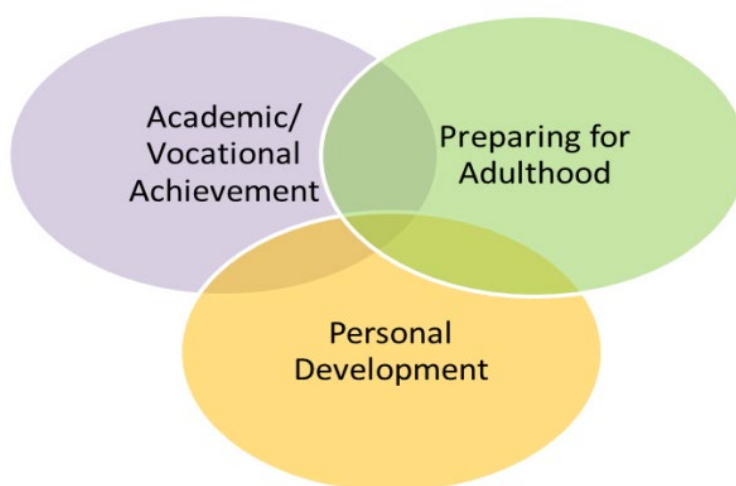 Academic/
Vocational
Achievement
Preparing for
Adulthood
Personal
Development